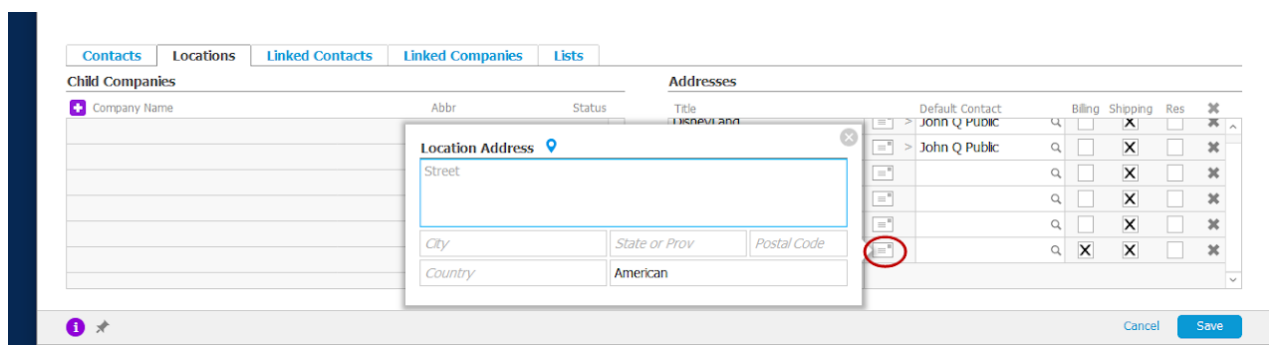 Contacts Locations Linked Contacts Linked Companies Lists
Child Companies
Addresses
Company Name Abbr Status
Title Default Contact Billing Shipping Res
DisneyLand > John Q Public
> John Q Public
Location Address
Street
City State or Prov Postal Code
Country American
Cancel Save